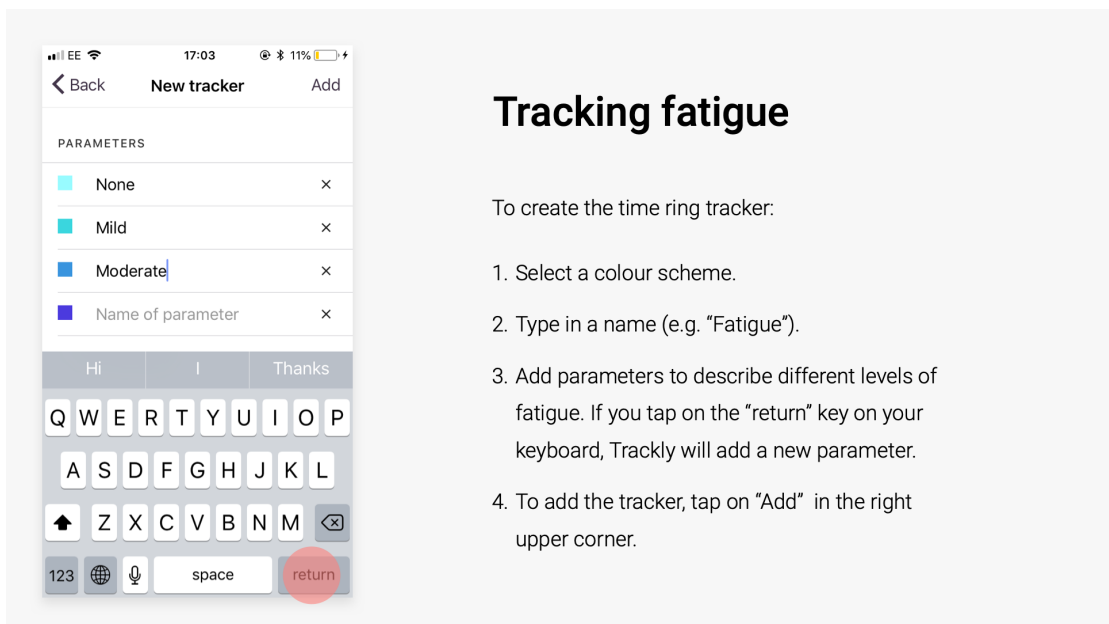 EE 17:03 11%
Back New tracker Add
PARAMETERS
None ×
Mild ×
Moderate ×
Name of parameter ×
Hi I Thanks
Q W E R T Y U I O P
A S D F G H J K L
Z X C V B N M
123 space return
Tracking fatigue
To create the time ring tracker:
1. Select a colour scheme.
2. Type in a name (e.g. “Fatigue”).
3. Add parameters to describe different levels of
fatigue. If you tap on the “return” key on your
keyboard, Trackly will add a new parameter.
4. To add the tracker, tap on “Add”  in the right
upper corner.